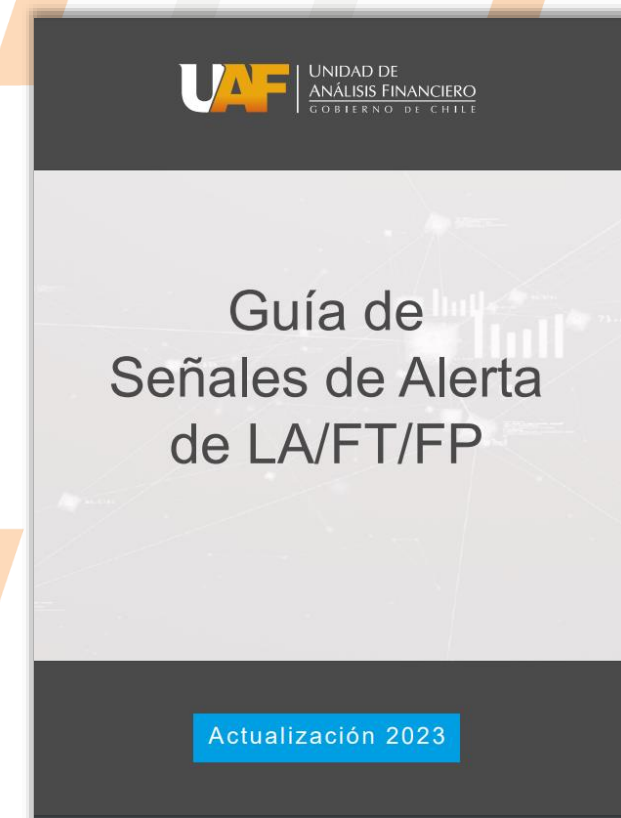 UAF
UNIDAD DE
ANÁLISIS FINANCIERO
GOBIERNO DE CHILE
Guía de
Señales de Alerta
de LA/FT/FP
Actualización 2023